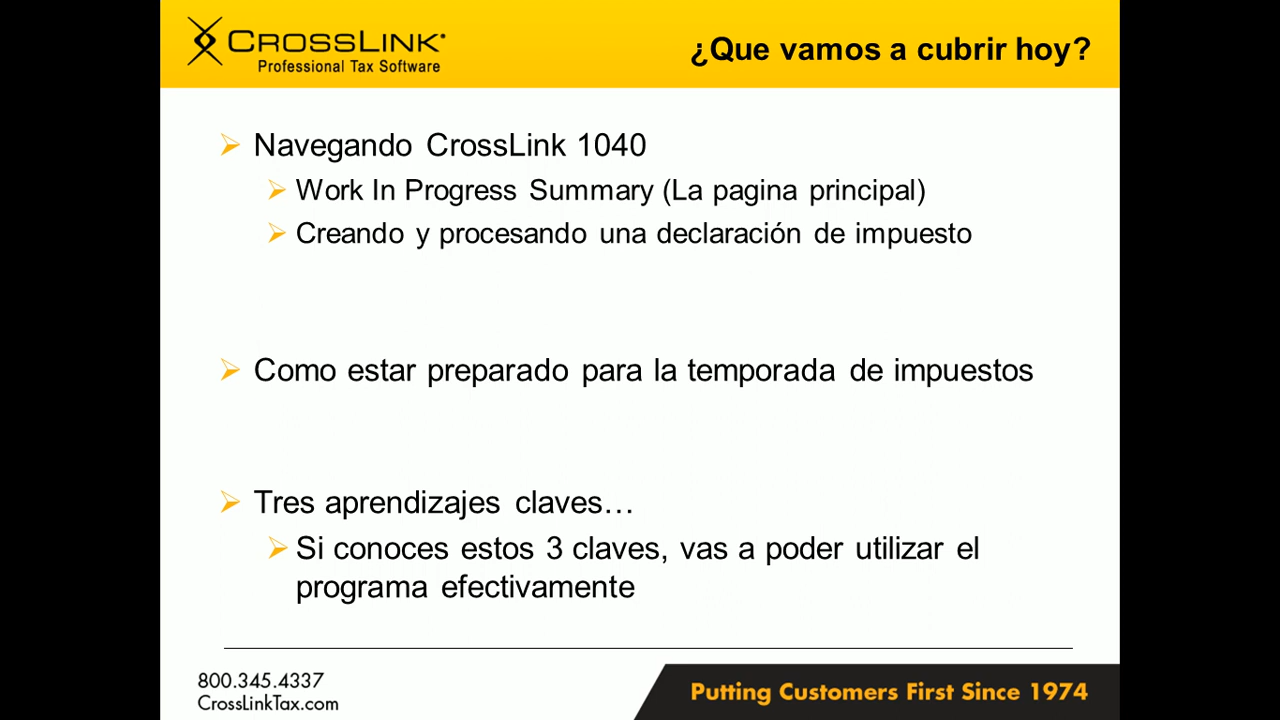 CROSSLINK
Professional Tax Software
¿Que vamos a cubrir hoy?
Navegando CrossLink 1040
Work In Progress Summary (La pagina principal)
Creando y procesando una declaración de impuesto
Como estar preparado para la temporada de impuestos
Tres aprendizajes claves…
Si conoces estos 3 claves, vas a poder utilizar el
programa efectivamente
800.345.4337
CrossLinkTax.com
Putting Customers First Since 1974